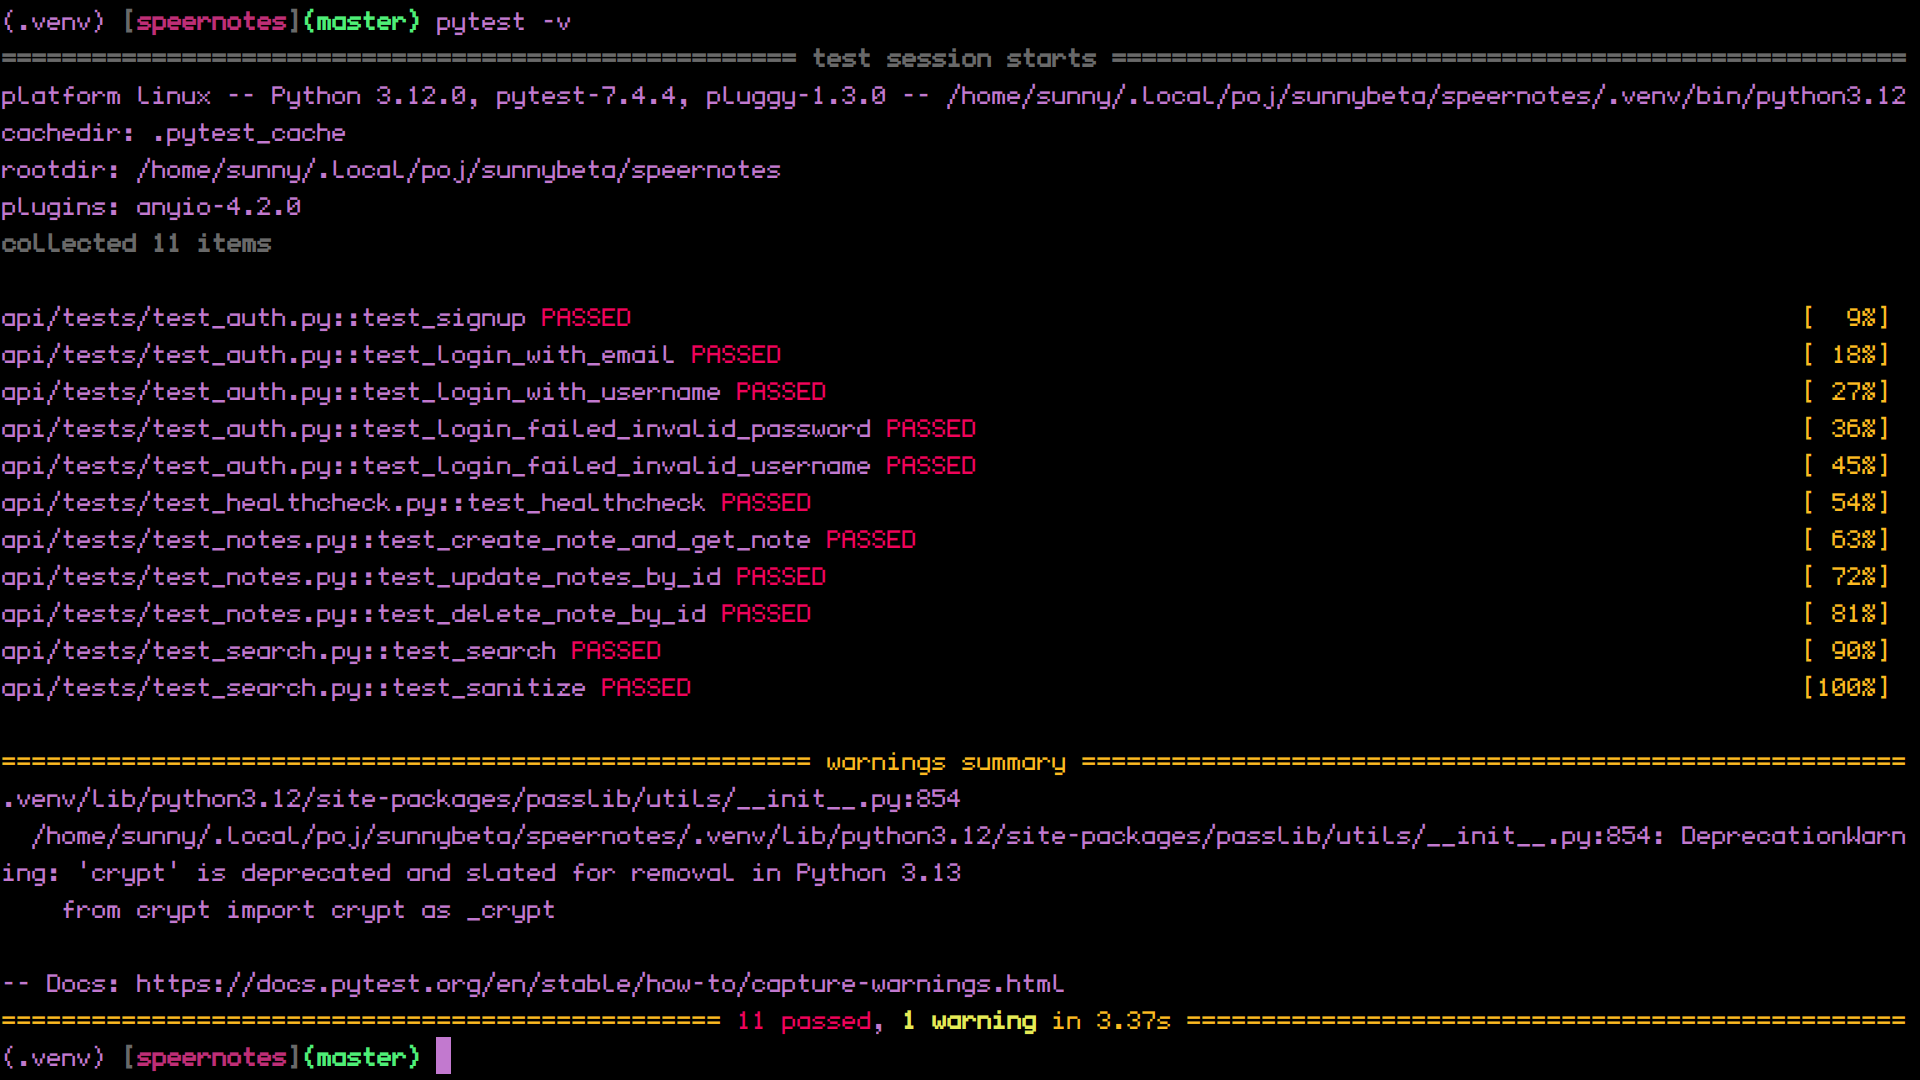 (.venv) [speernotes](master) pytest -v
===================================================== test session starts =====================================================
platform linux -- Python 3.12.0, pytest-7.4.4, pluggy-1.3.0 -- /home/sunny/.local/poj/sunnybeta/speernotes/.venv/bin/python3.12
cachedir: .pytest_cache
rootdir: /home/sunny/.local/poj/sunnybeta/speernotes
plugins: anyio-4.2.0
collected 11 items
api/tests/test_auth.py::test_signup PASSED [  9%]
api/tests/test_auth.py::test_login_with_email PASSED [ 18%]
api/tests/test_auth.py::test_login_with_username PASSED [ 27%]
api/tests/test_auth.py::test_login_failed_invalid_password PASSED [ 36%]
api/tests/test_auth.py::test_login_failed_invalid_username PASSED [ 45%]
api/tests/test_healthcheck.py::test_healthcheck PASSED [ 54%]
api/tests/test_notes.py::test_create_note_and_get_note PASSED [ 63%]
api/tests/test_notes.py::test_update_notes_by_id PASSED [ 72%]
api/tests/test_notes.py::test_delete_note_by_id PASSED [ 81%]
api/tests/test_search.py::test_search PASSED [ 90%]
api/tests/test_search.py::test_sanitize PASSED [100%]
====================================================== warnings summary =======================================================
.venv/lib/python3.12/site-packages/passlib/utils/__init__.py:854
  /home/sunny/.local/poj/sunnybeta/speernotes/.venv/lib/python3.12/site-packages/passlib/utils/__init__.py:854: DeprecationWarn
ing: 'crypt' is deprecated and slated for removal in Python 3.13
    from crypt import crypt as _crypt
-- Docs: https://docs.pytest.org/en/stable/how-to/capture-warnings.html
================================================ 11 passed, 1 warning in 3.37s ================================================
(.venv) [speernotes](master)